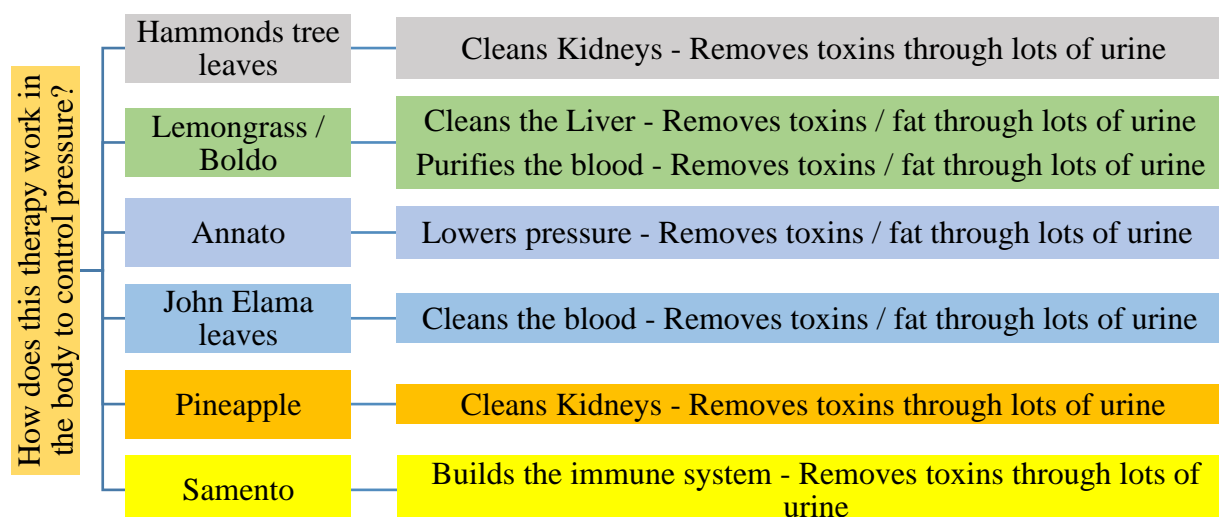 How does this therapy work in
the body to control pressure?
Hammonds tree
leaves
Cleans Kidneys - Removes toxins through lots of urine
Lemongrass /
Boldo
Cleans the Liver - Removes toxins / fat through lots of urine
Purifies the blood - Removes toxins / fat through lots of urine
Annato
Lowers pressure - Removes toxins / fat through lots of urine
John Elama
leaves
Cleans the blood - Removes toxins / fat through lots of urine
Pineapple
Cleans Kidneys - Removes toxins through lots of urine
Samento
Builds the immune system - Removes toxins through lots of
urine